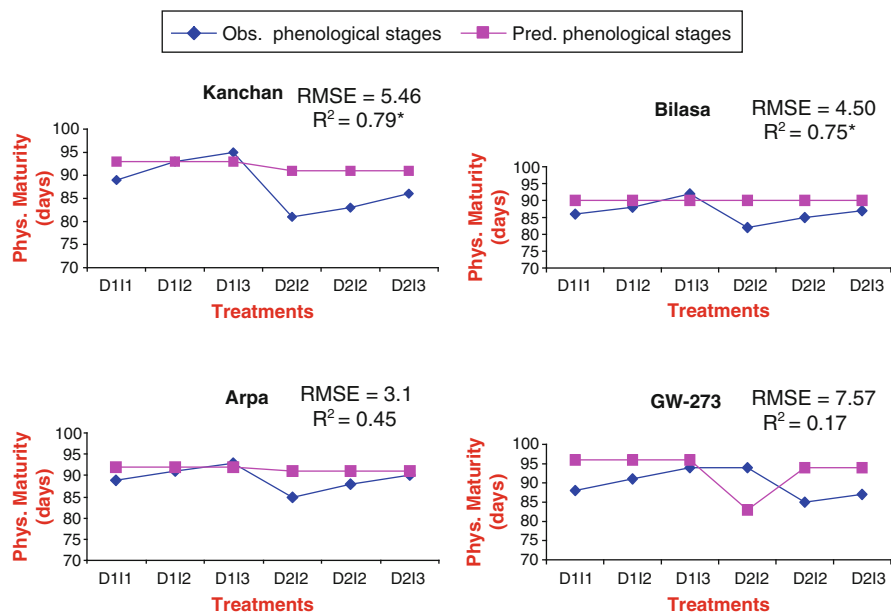 Obs. phenological stages Pred. phenological stages
Kanchan RMSE = 5.46
R² = 0.79*
Phys. Maturity
(days)
100
95
90
85
80
75
70
D1I1 D1I2 D1I3 D2I2 D2I2 D2I3
Treatments
Bilasa RMSE = 4.50
R² = 0.75*
Phys. Maturity
(days)
100
95
90
85
80
75
70
D1I1 D1I2 D1I3 D2I2 D2I2 D2I3
Treatments
Arpa RMSE = 3.1
R² = 0.45
Phys. Maturity
(days)
100
95
90
85
80
75
70
D1I1 D1I2 D1I3 D2I2 D2I2 D2I3
Treatments
GW-273 RMSE = 7.57
R² = 0.17
Phys. Maturity
(days)
100
95
90
85
80
75
70
D1I1 D1I2 D1I3 D2I2 D2I2 D2I3
Treatments